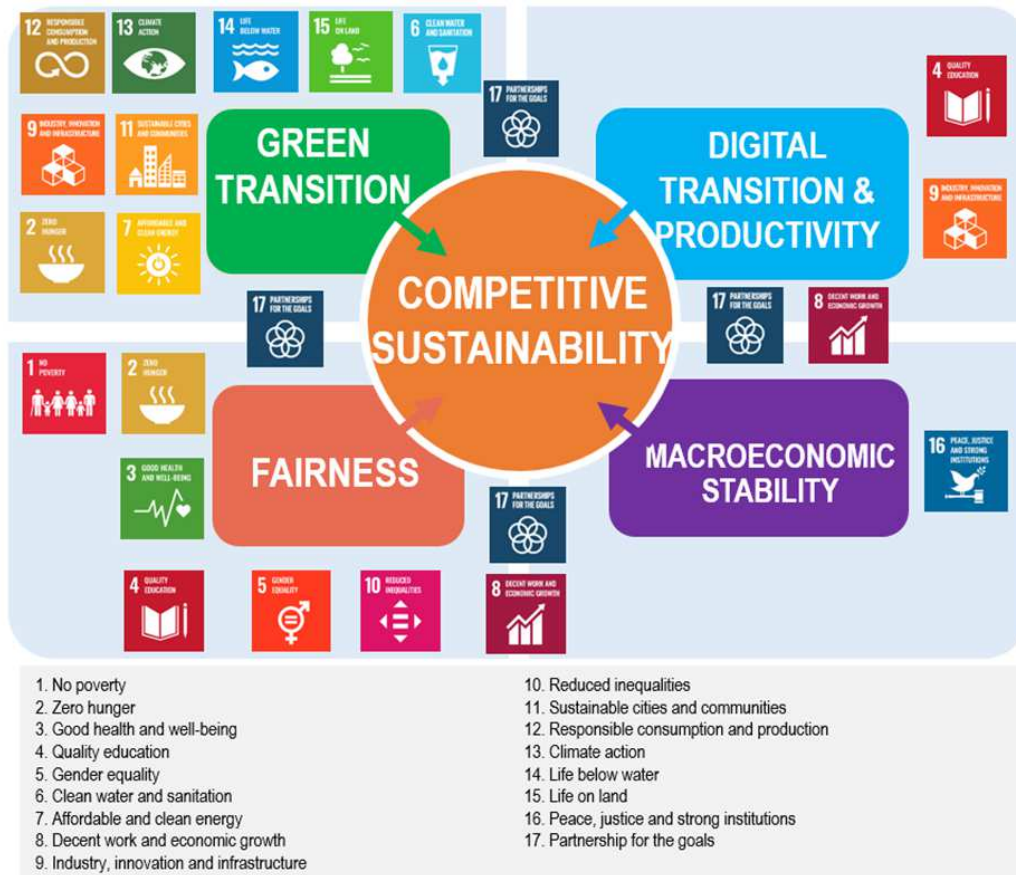 12 RESPONSIBLE
CONSUMPTION
AND PRODUCTION
13 CLIMATE
ACTION
14 LIFE
BELOW WATER
15 LIFE
ON LAND
6 CLEAN WATER
AND SANITATION
17 PARTNERSHIPS
FOR THE GOALS
4 QUALITY
EDUCATION
9 INDUSTRY, INNOVATION
AND INFRASTRUCTURE
11 SUSTAINABLE CITIES
AND COMMUNITIES
GREEN
TRANSITION
DIGITAL
TRANSITION &
PRODUCTIVITY
9 INDUSTRY, INNOVATION
AND INFRASTRUCTURE
2 ZERO
HUNGER
7 AFFORDABLE AND
CLEAN ENERGY
COMPETITIVE
SUSTAINABILITY
17 PARTNERSHIPS
FOR THE GOALS
17 PARTNERSHIPS
FOR THE GOALS
8 DECENT WORK AND
ECONOMIC GROWTH
1 NO
POVERTY
2 ZERO
HUNGER
3 GOOD HEALTH
AND WELL-BEING
FAIRNESS
MACROECONOMIC
STABILITY
16 PEACE, JUSTICE
AND STRONG
INSTITUTIONS
17 PARTNERSHIPS
FOR THE GOALS
4 QUALITY
EDUCATION
5 GENDER
EQUALITY
10 REDUCED
INEQUALITIES
8 DECENT WORK AND
ECONOMIC GROWTH
1. No poverty
2. Zero hunger
3. Good health and well-being
4. Quality education
5. Gender equality
6. Clean water and sanitation
7. Affordable and clean energy
8. Decent work and economic growth
9. Industry, innovation and infrastructure
10. Reduced inequalities
11. Sustainable cities and communities
12. Responsible consumption and production
13. Climate action
14. Life below water
15. Life on land
16. Peace, justice and strong institutions
17. Partnership for the goals